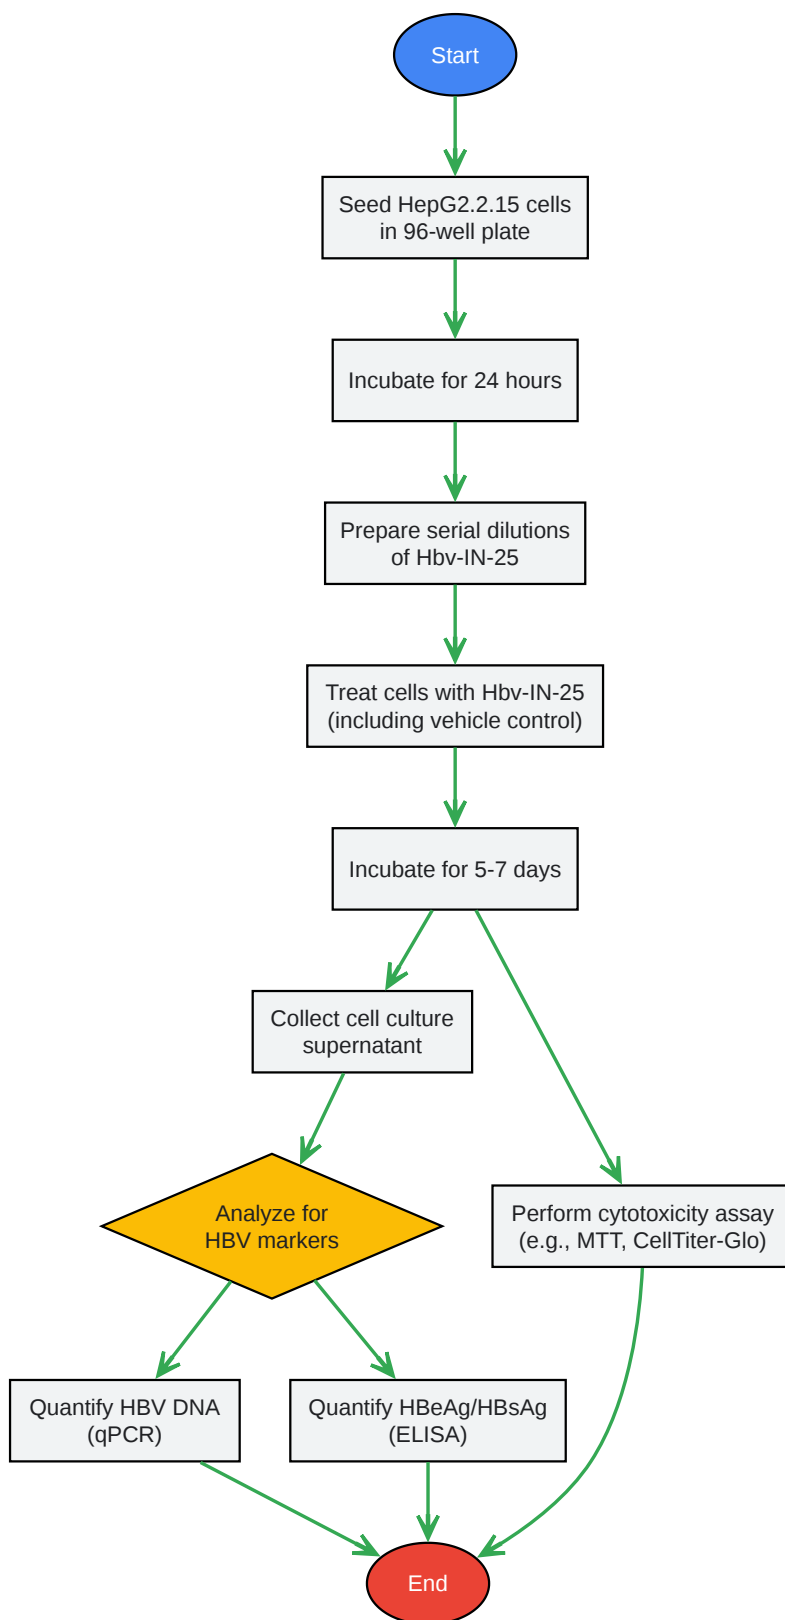 Start
Seed HepG2.2.15 cells
in 96-well plate
Incubate for 24 hours
Prepare serial dilutions
of Hbv-IN-25
Treat cells with Hbv-IN-25
(including vehicle control)
Incubate for 5-7 days
Collect cell culture
supernatant
Analyze for
HBV markers
Perform cytotoxicity assay
(e.g., MTT, CellTiter-Glo)
Quantify HBV DNA
(qPCR)
Quantify HBeAg/HBsAg
(ELISA)
End